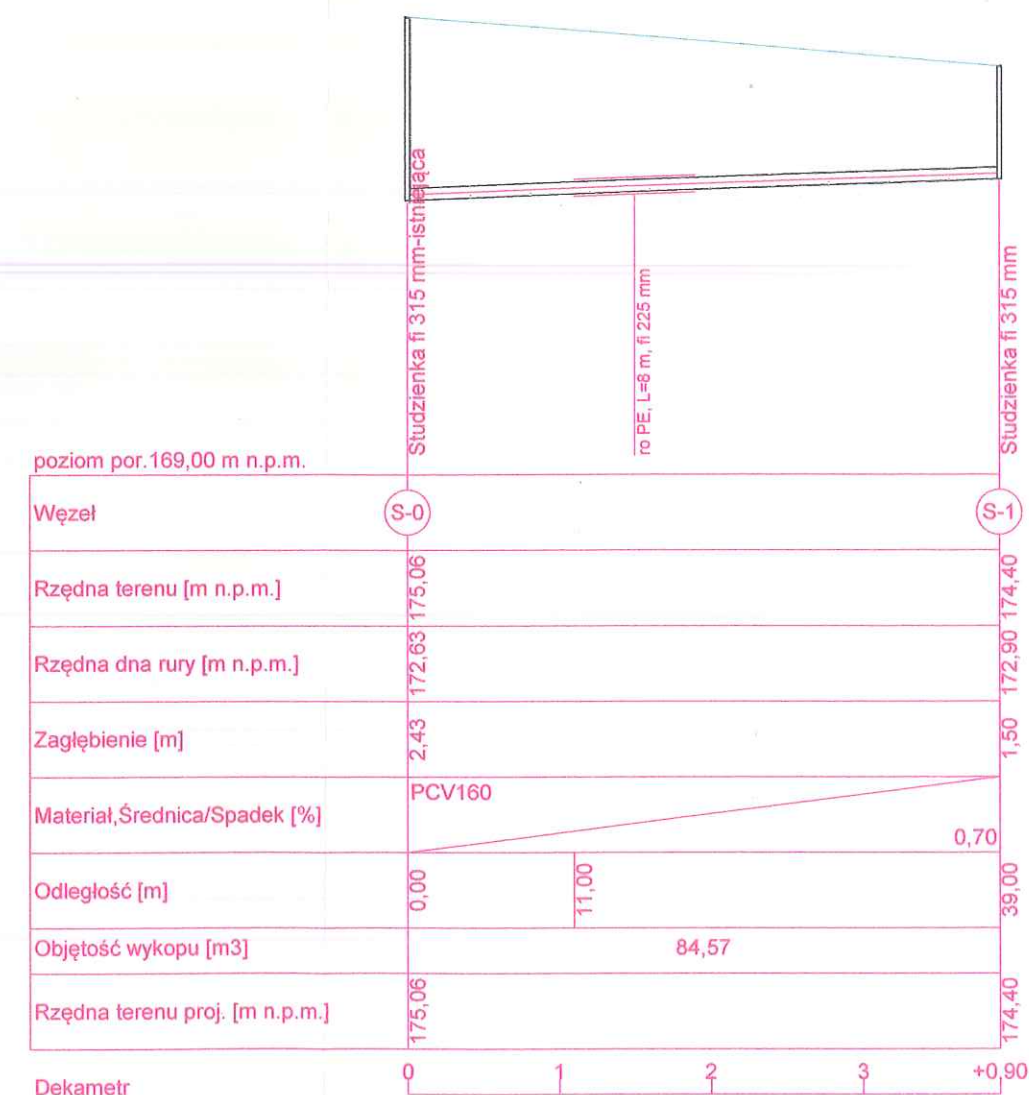 Studzienka fi 315 mm-istniejąca
ro PE, L=8 m, fi 225 mm
Studzienka fi 315 mm
poziom por.169,00 m n.p.m.
Węzeł S-0 S-1
Rzędna terenu [m n.p.m.] 175,06 174,40
Rzędna dna rury [m n.p.m.] 172,63 172,90
Zagłębienie [m] 2,43 1,50
Materiał,Średnica/Spadek [%] PCV160 0,70
Odległość [m] 0,00 11,00 39,00
Objętość wykopu [m3] 84,57
Rzędna terenu proj. [m n.p.m.] 175,06 174,40
Dekametr 0 1 2 3 +0,90